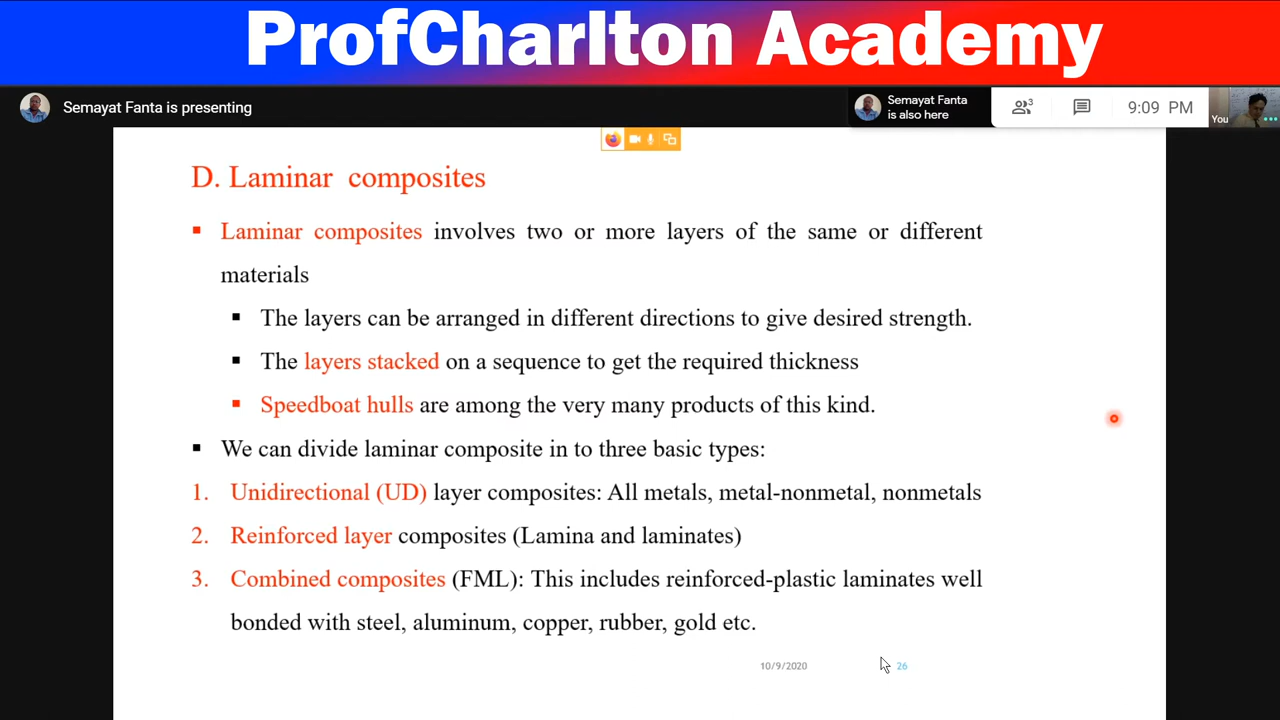 ProfCharlton Academy
Semayat Fanta is presenting
Semayat Fanta
is also here
3
9:09 PM
You
D. Laminar composites
▪ Laminar composites involves two or more layers of the same or different
materials
▪ The layers can be arranged in different directions to give desired strength.
▪ The layers stacked on a sequence to get the required thickness
▪ Speedboat hulls are among the very many products of this kind.
▪ We can divide laminar composite in to three basic types:
1. Unidirectional (UD) layer composites: All metals, metal-nonmetal, nonmetals
2. Reinforced layer composites (Lamina and laminates)
3. Combined composites (FML): This includes reinforced-plastic laminates well
bonded with steel, aluminum, copper, rubber, gold etc.
10/9/2020 26